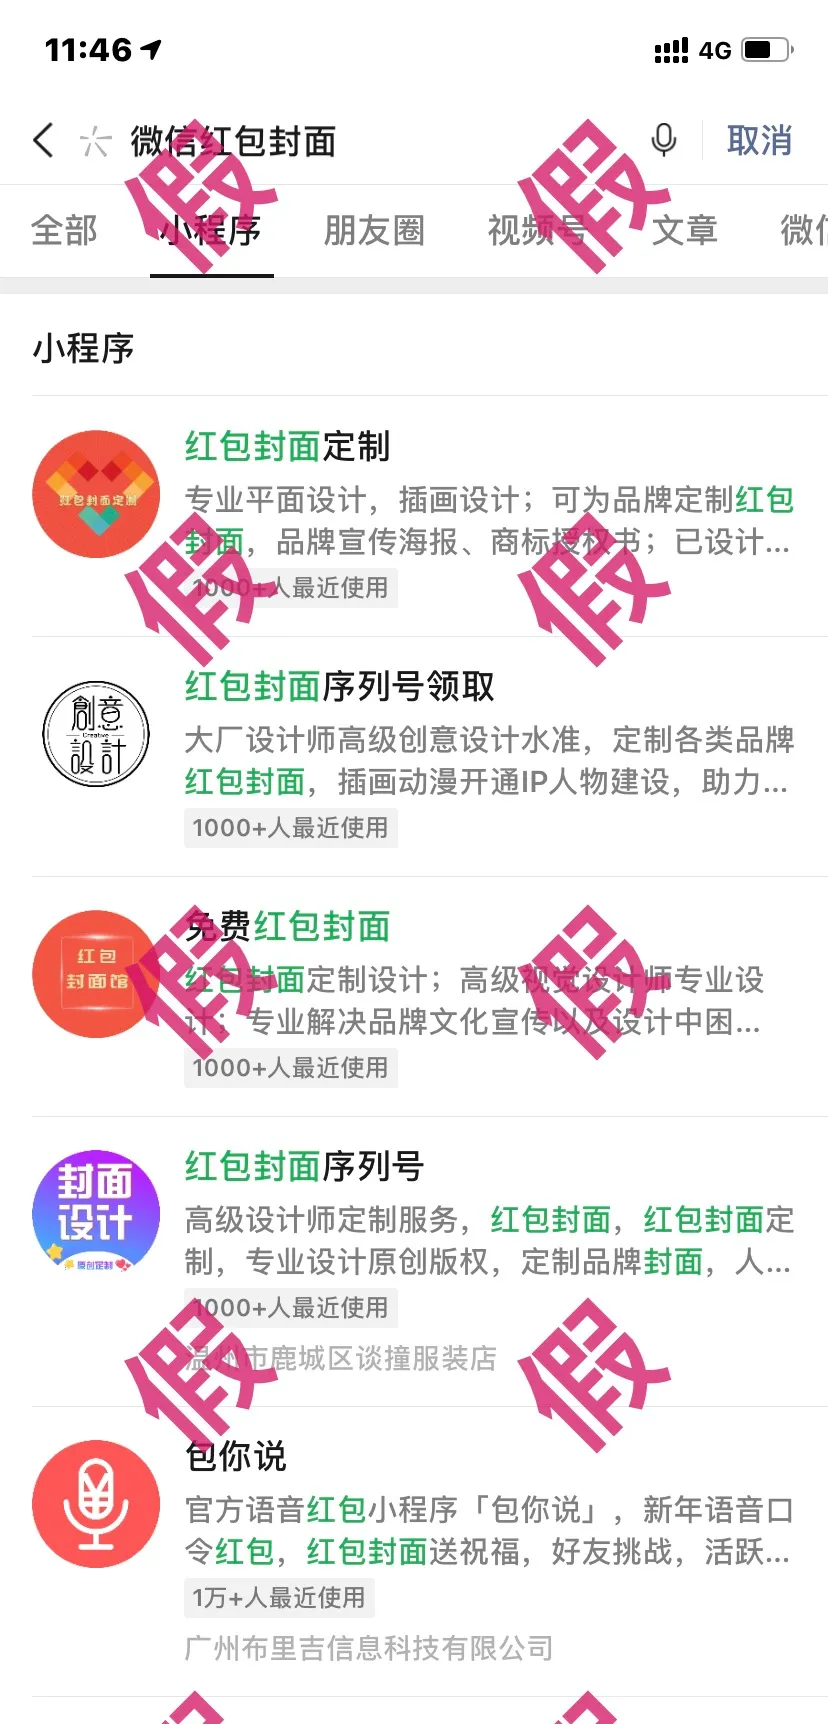 11:46
4G
微信红包封面
取消
全部
小程序
朋友圈
视频号
文章
微信
小程序
红包封面定制
红包封面定制
专业平面设计，插画设计；可为品牌定制红包
封面，品牌宣传海报、商标授权书；已设计...
1000+人最近使用
創意
Creative
設計
红包封面序列号领取
大厂设计师高级创意设计水准，定制各类品牌
红包封面，插画动漫开通IP人物建设，助力...
1000+人最近使用
红包
封面馆
免费红包封面
红包封面定制设计；高级视觉设计师专业设
计；专业解决品牌文化宣传以及设计中困...
1000+人最近使用
封面
设计
原创定制
红包封面序列号
高级设计师定制服务，红包封面，红包封面定
制，专业设计原创版权，定制品牌封面，人...
1000+人最近使用
温州市鹿城区谈撞服装店
包你说
官方语音红包小程序「包你说」，新年语音口
令红包，红包封面送祝福，好友挑战，活跃...
1万+人最近使用
广州布里吉信息科技有限公司
假
假
假
假
假
假
假
假